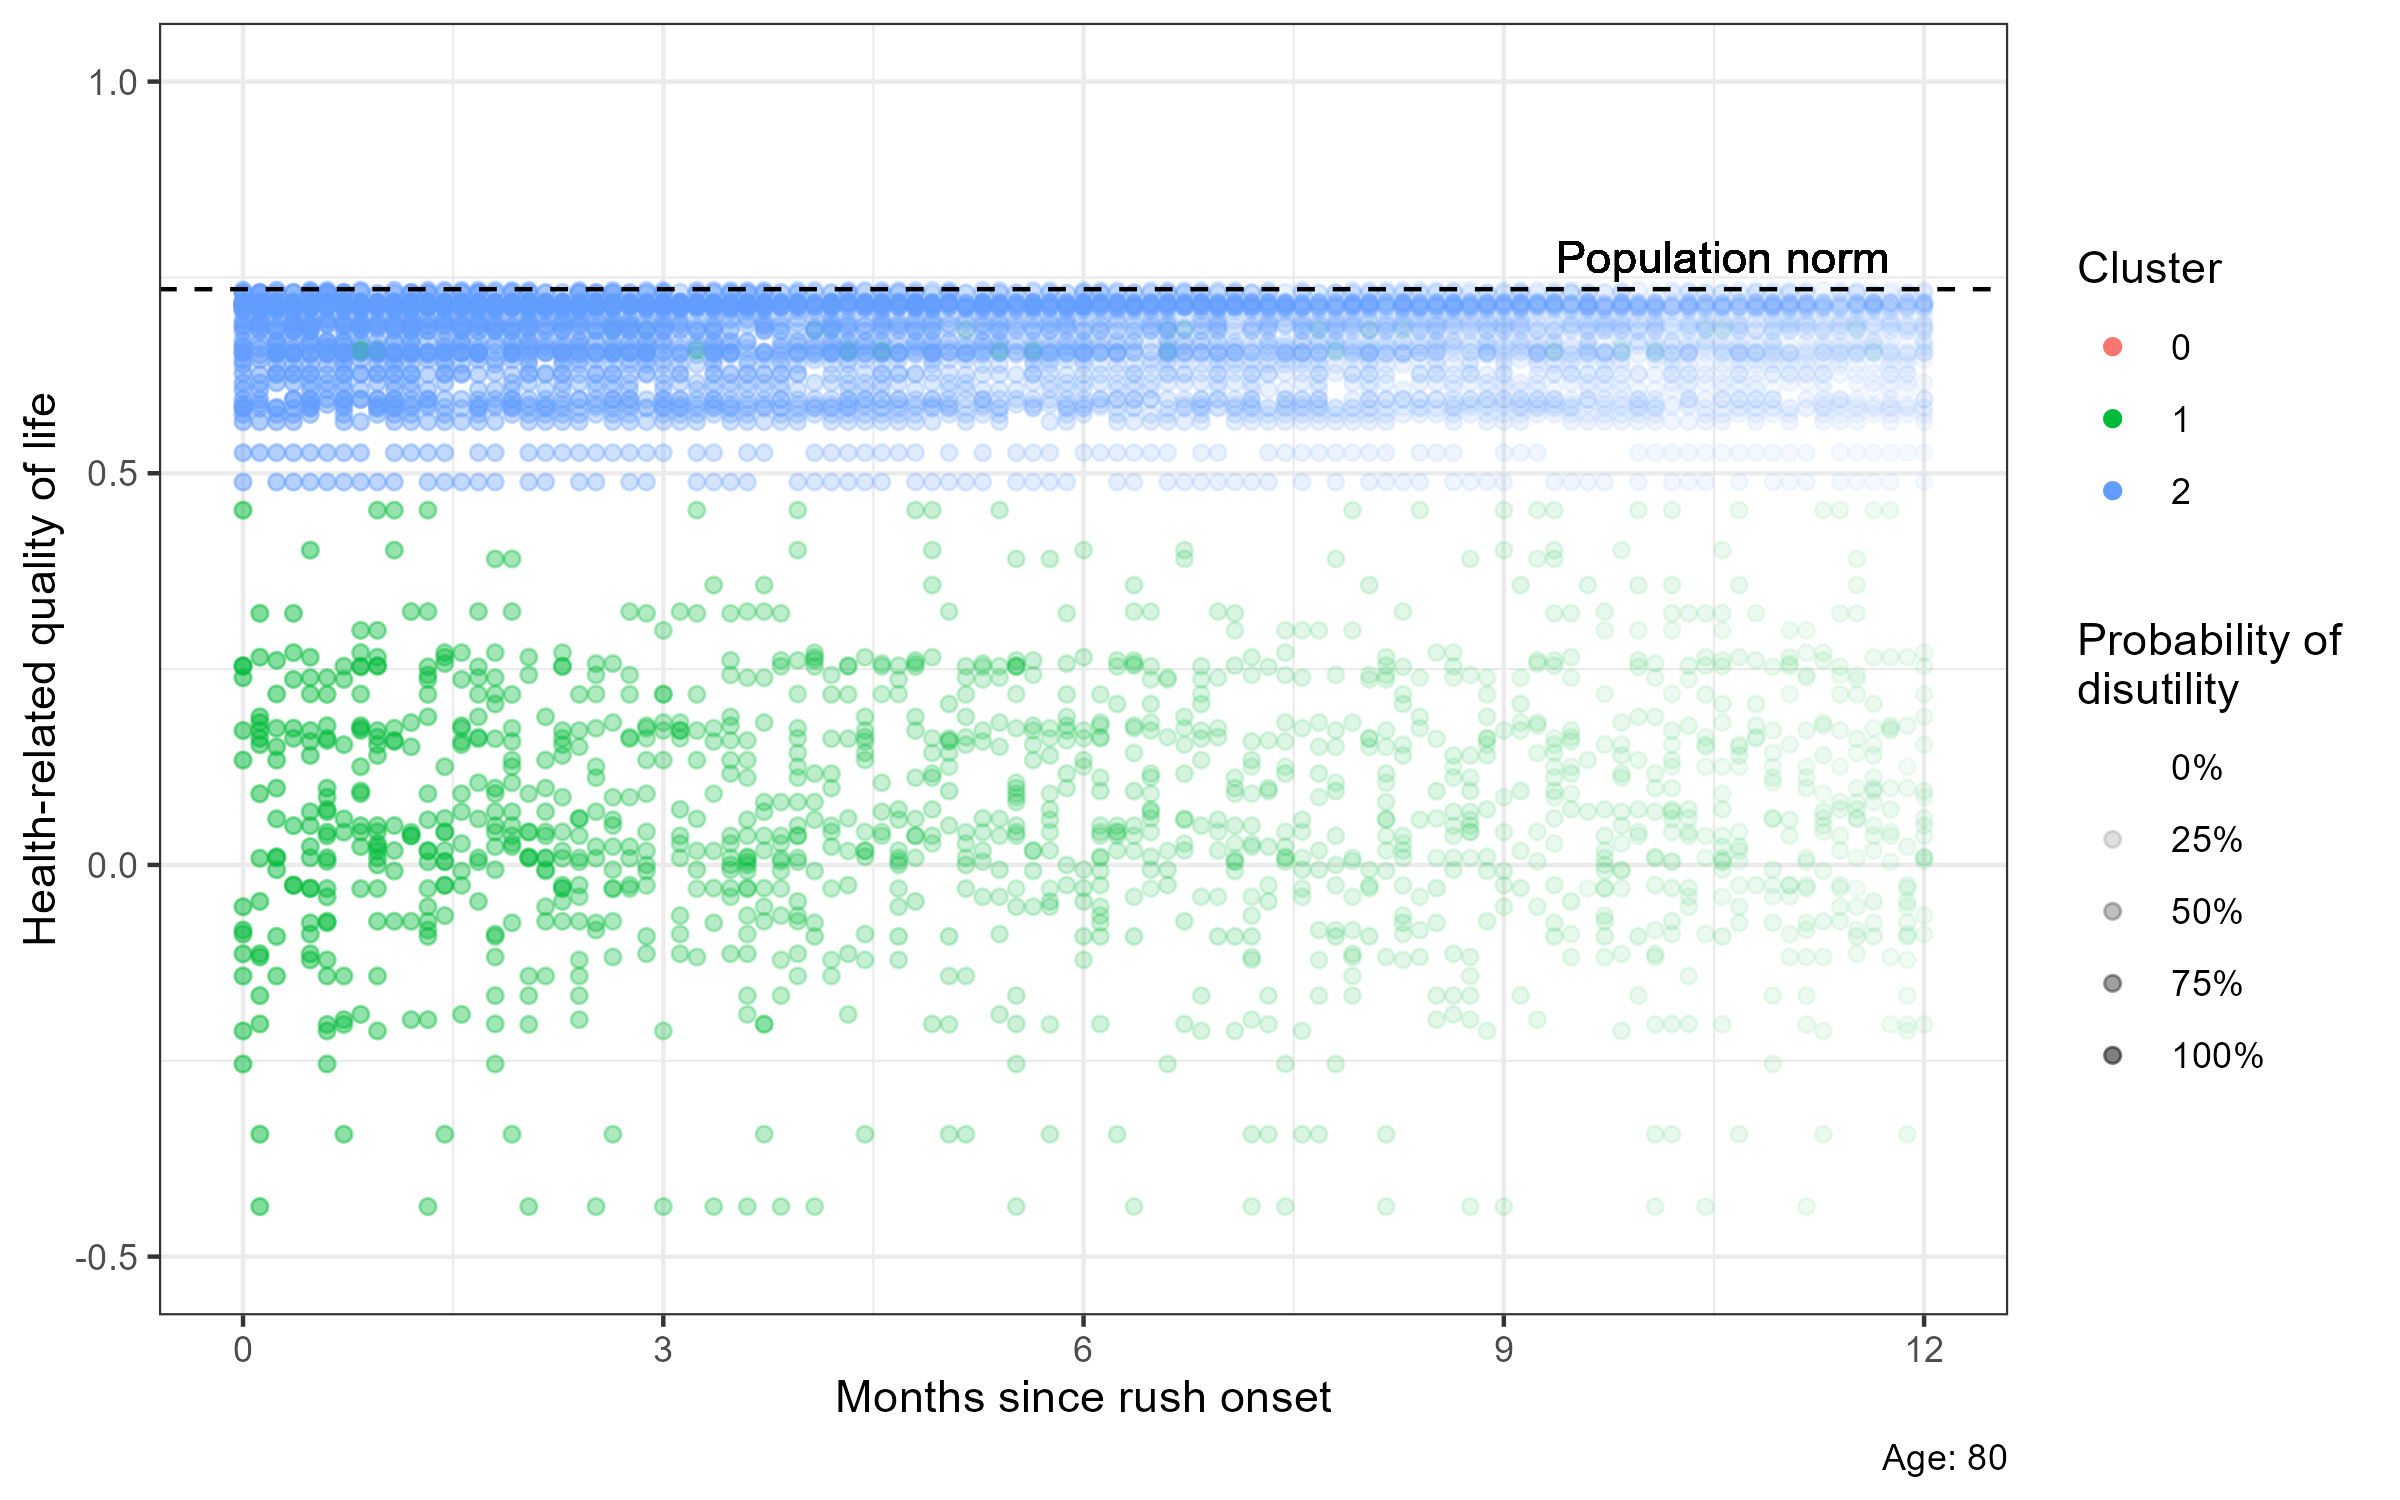 Health-related quality of life
1.0
0.5
0.0
-0.5
Population norm
0
3
6
9
12
Months since rush onset
Age: 80
Cluster
0
1
2
Probability of
disutility
0%
25%
50%
75%
100%